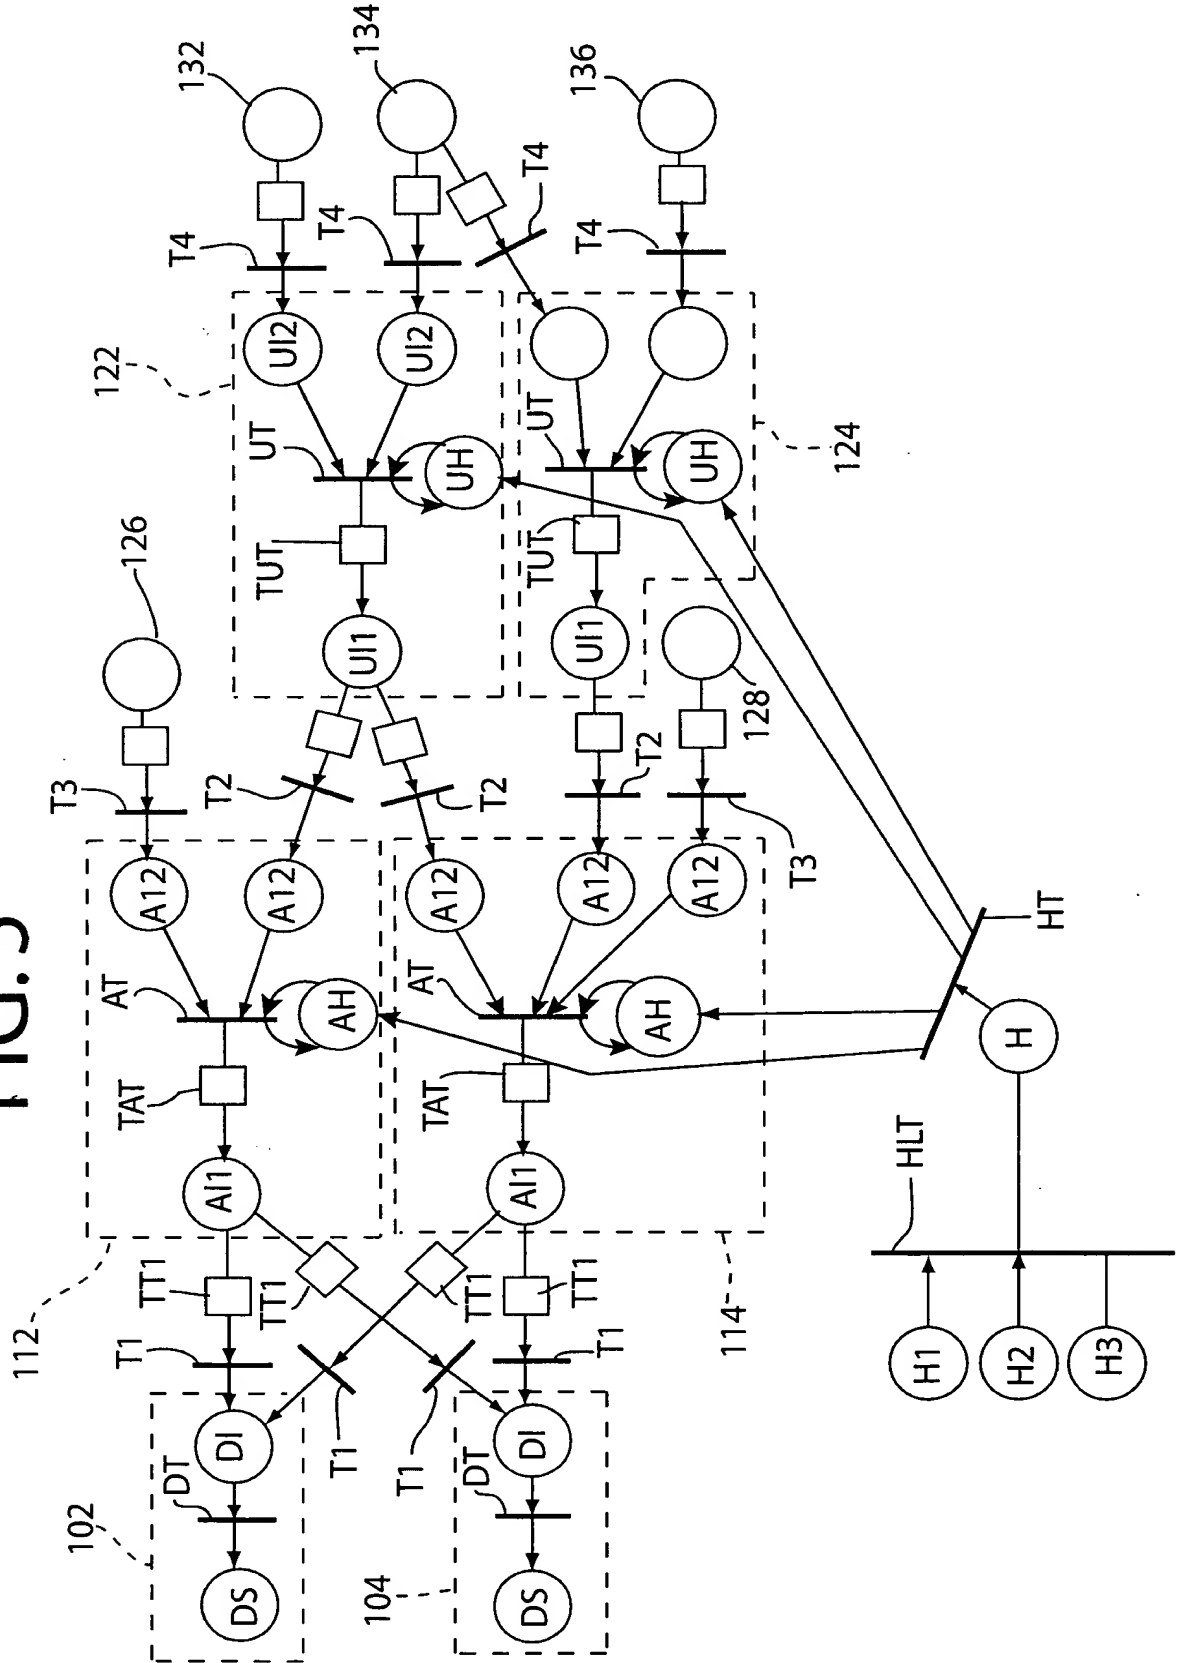 FIG. 5
102
DS
DT
DI
T1
TT1
112
AI1
TAT
AT
AH
A12
A12
T3
126
T2
TT1
T1
T1
TT1
104
DS
DT
DI
T1
TT1
114
AI1
TAT
AT
AH
A12
A12
A12
T2
T2
T3
128
UI1
TUT
UT
UH
122
UI2
UI2
T4
T4
132
134
UI1
TUT
UT
UH
124
T4
T4
136
H1
H2
H3
HLT
H
HT